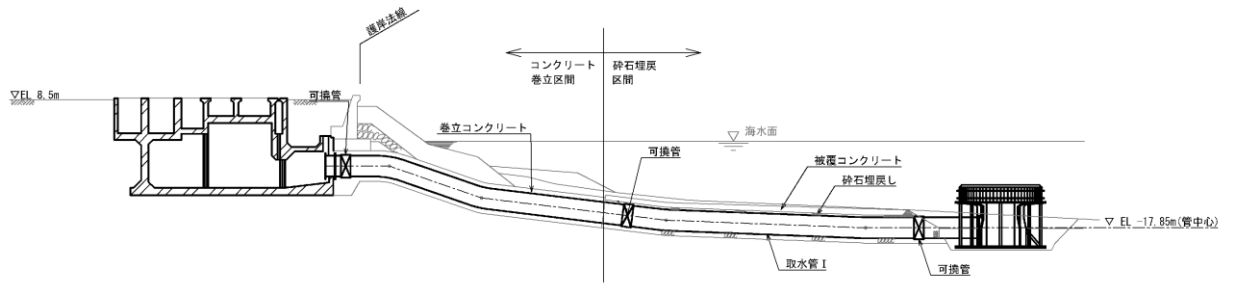 護岸法線
コンクリート
巻立区間
砕石埋戻
区間
▽EL 8.5m
可撓管
巻立コンクリート
海水面
可撓管
被覆コンクリート
砕石埋戻し
▽ EL -17.85m(管中心)
取水管Ⅰ
可撓管